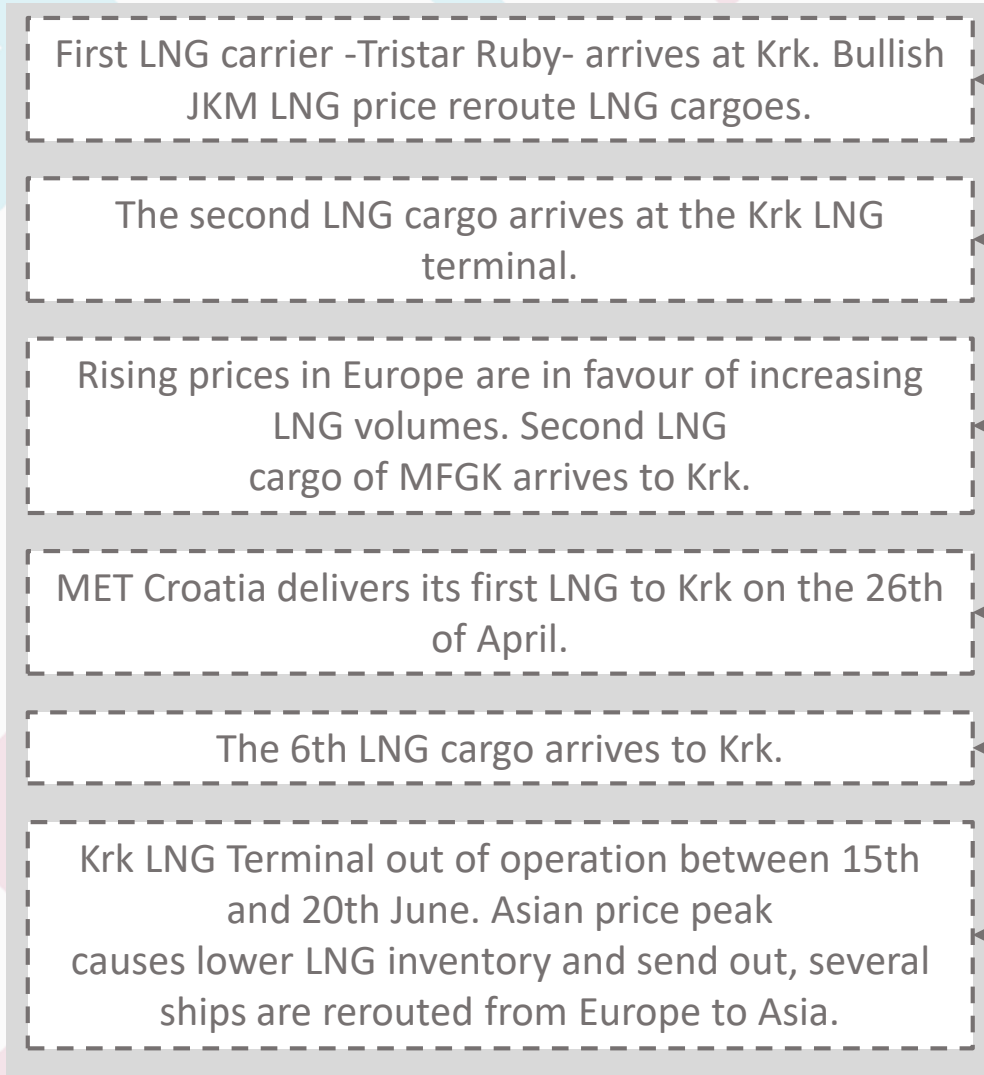 First LNG carrier -Tristar Ruby- arrives at Krk. Bullish
JKM LNG price reroute LNG cargoes.
The second LNG cargo arrives at the Krk LNG
terminal.
Rising prices in Europe are in favour of increasing
LNG volumes. Second LNG
cargo of MFGK arrives to Krk.
MET Croatia delivers its first LNG to Krk on the 26th
of April.
The 6th LNG cargo arrives to Krk.
Krk LNG Terminal out of operation between 15th
and 20th June. Asian price peak
causes lower LNG inventory and send out, several
ships are rerouted from Europe to Asia.